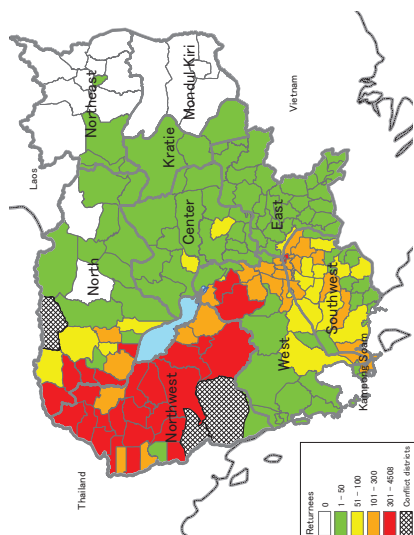 Laos
Northeast
Mondul Kiri
Kratie
Vietnam
North
Center
East
Thailand
Northwest
West
Southwest
Kampong Soam
Returnees
0
1 - 50
51 - 100
101 - 300
301 - 4508
Conflict districts